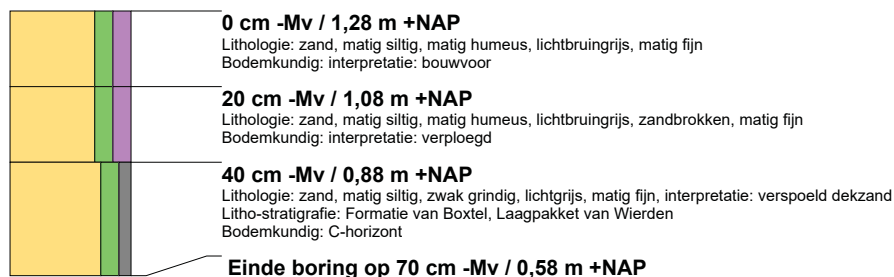 0 cm -Mv / 1,28 m +NAP
Lithologie: zand, matig siltig, matig humeus, lichtbruingrijs, matig fijn
Bodemkundig: interpretatie: bouwvoor
20 cm -Mv / 1,08 m +NAP
Lithologie: zand, matig siltig, matig humeus, lichtbruingrijs, zandbrokken, matig fijn
Bodemkundig: interpretatie: verploegd
40 cm -Mv / 0,88 m +NAP
Lithologie: zand, matig siltig, zwak grindig, lichtgrijs, matig fijn, interpretatie: verspoeld dekzand
Litho-stratigrafie: Formatie van Boxtel, Laagpakket van Wierden
Bodemkundig: C-horizont
Einde boring op 70 cm -Mv / 0,58 m +NAP